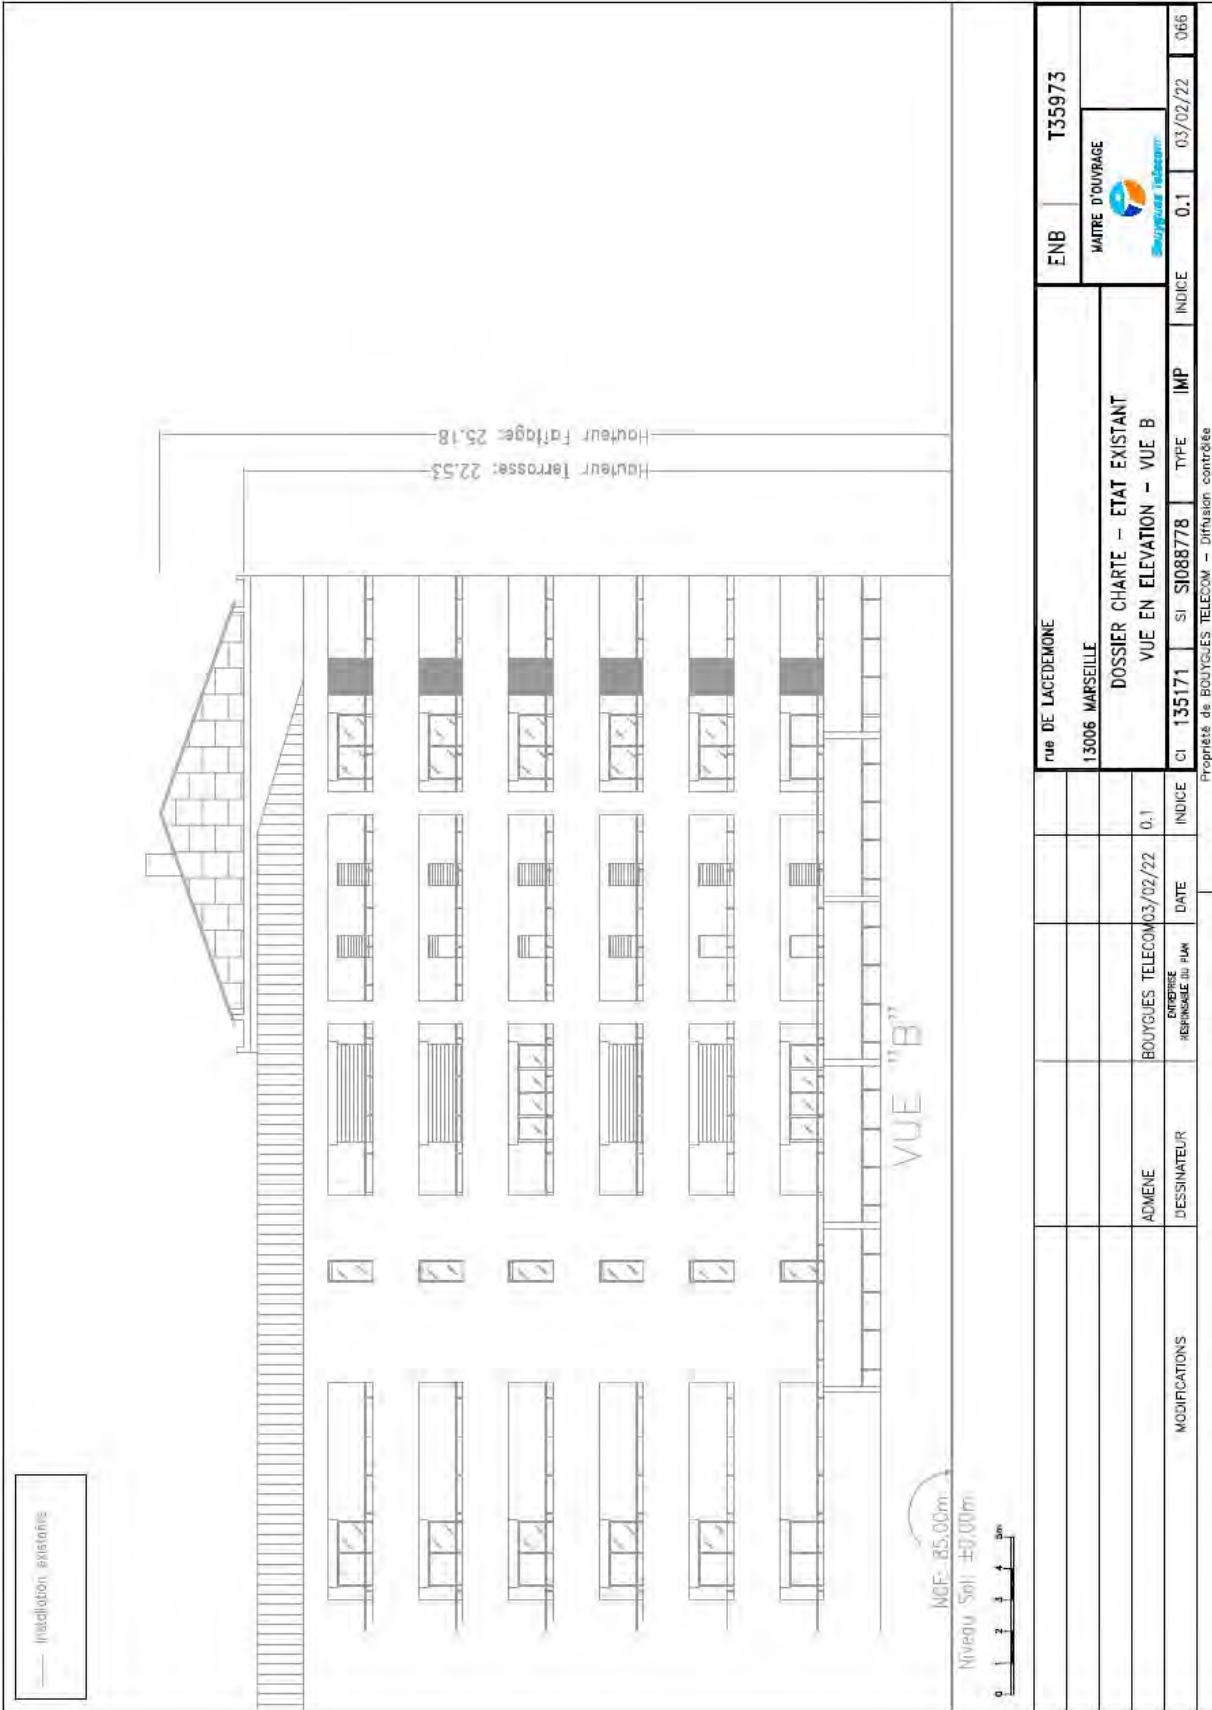 Installation existante
Hauteur Faîtage: 25.18
Hauteur Terrasse: 22.53
VUE "B"
NGF: 85.00m
Niveau Sol: ±0.00m
0 1 2 3 4 5m
rue DE LACEDEMONE
13006 MARSEILLE
ENB T35973
MAITRE D'OUVRAGE
Bouygues Telecom
DOSSIER CHARTE - ETAT EXISTANT
VUE EN ELEVATION - VUE B
ADMENE BOUYGUES TELECOM 03/02/22 0.1
MODIFICATIONS DESSINATEUR ENTREPRISE RESPONSABLE DU PLAN DATE INDICE
CI 135171 SI SI088778 TYPE IMP INDICE 0.1 03/02/22 066
Propriété de BOUYGUES TELECOM - Diffusion contrôlée